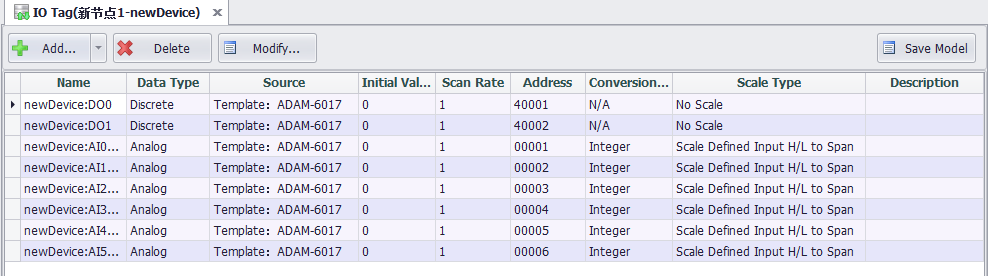 IO Tag(新节点1-newDevice)
Add... Delete Modify... Save Model
Name Data Type Source Initial Val... Scan Rate Address Conversion... Scale Type Description
newDevice:DO0 Discrete Template: ADAM-6017 0 1 40001 N/A No Scale
newDevice:DO1 Discrete Template: ADAM-6017 0 1 40002 N/A No Scale
newDevice:AI0... Analog Template: ADAM-6017 0 1 00001 Integer Scale Defined Input H/L to Span
newDevice:AI1... Analog Template: ADAM-6017 0 1 00002 Integer Scale Defined Input H/L to Span
newDevice:AI2... Analog Template: ADAM-6017 0 1 00003 Integer Scale Defined Input H/L to Span
newDevice:AI3... Analog Template: ADAM-6017 0 1 00004 Integer Scale Defined Input H/L to Span
newDevice:AI4... Analog Template: ADAM-6017 0 1 00005 Integer Scale Defined Input H/L to Span
newDevice:AI5... Analog Template: ADAM-6017 0 1 00006 Integer Scale Defined Input H/L to Span